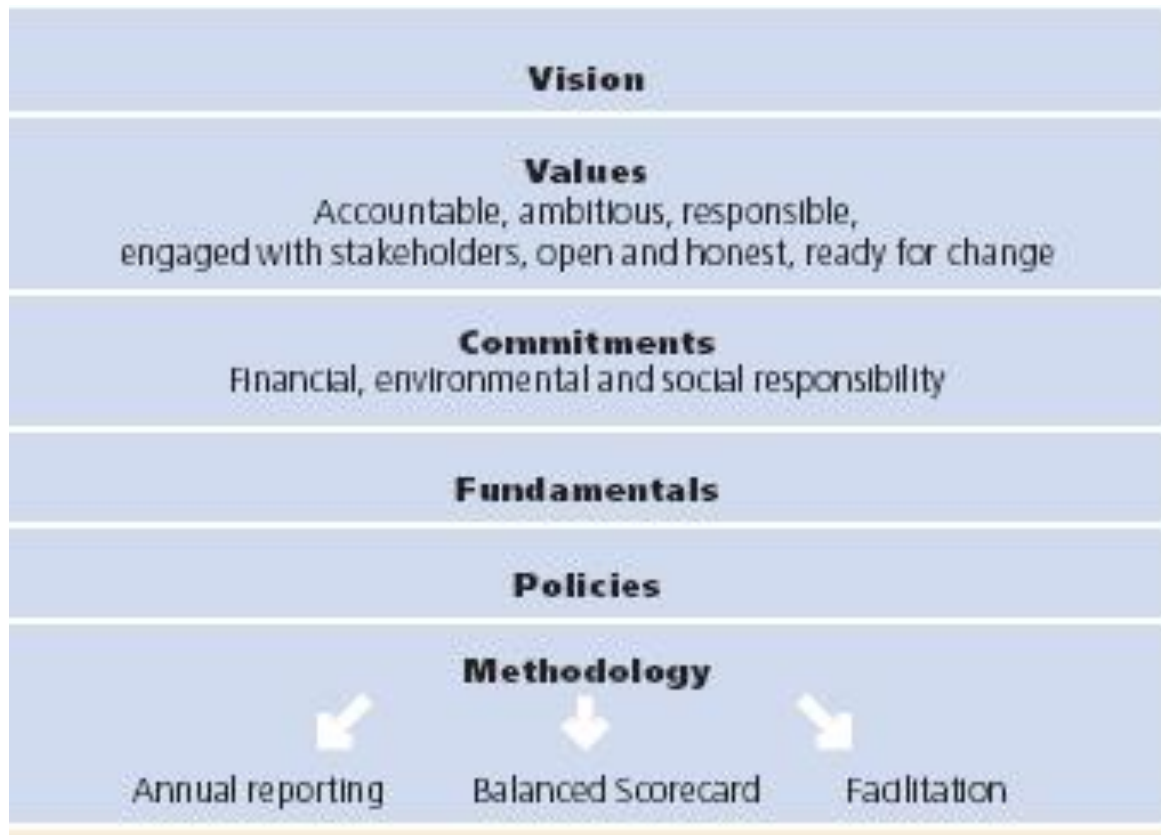 Vision
Values
Accountable, ambitious, responsible,
engaged with stakeholders, open and honest, ready for change
Commitments
Financial, environmental and social responsibility
Fundamentals
Policies
Methodology
Annual reporting Balanced Scorecard Facilitation